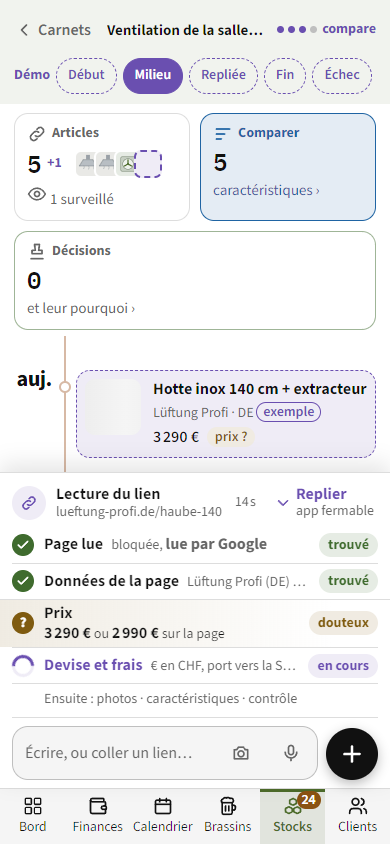 Carnets
Ventilation de la salle…
compare
Démo
Début
Milieu
Repliée
Fin
Échec
Articles
5 +1
1 surveillé
Comparer
5
caractéristiques ›
Décisions
0
et leur pourquoi ›
auj.
Hotte inox 140 cm + extracteur
Lüftung Profi · DE exemple
3 290 € prix ?
Lecture du lien
lueftung-profi.de/haube-140
14 s
Replier
app fermable
Page lue bloquée, lue par Google trouvé
Données de la page Lüftung Profi (DE) … trouvé
? Prix
3 290 € ou 2 990 € sur la page
douteux
Devise et frais € en CHF, port vers la S… en cours
Ensuite : photos · caractéristiques · contrôle
Écrire, ou coller un lien…
24
Bord Finances Calendrier Brassins Stocks Clients